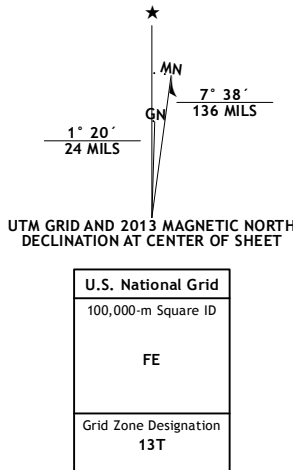 ★
MN
GN
7° 38´
136 MILS
1° 20´
24 MILS
UTM GRID AND 2013 MAGNETIC NORTH
DECLINATION AT CENTER OF SHEET
U.S. National Grid
100,000-m Square ID
FE
Grid Zone Designation
13T